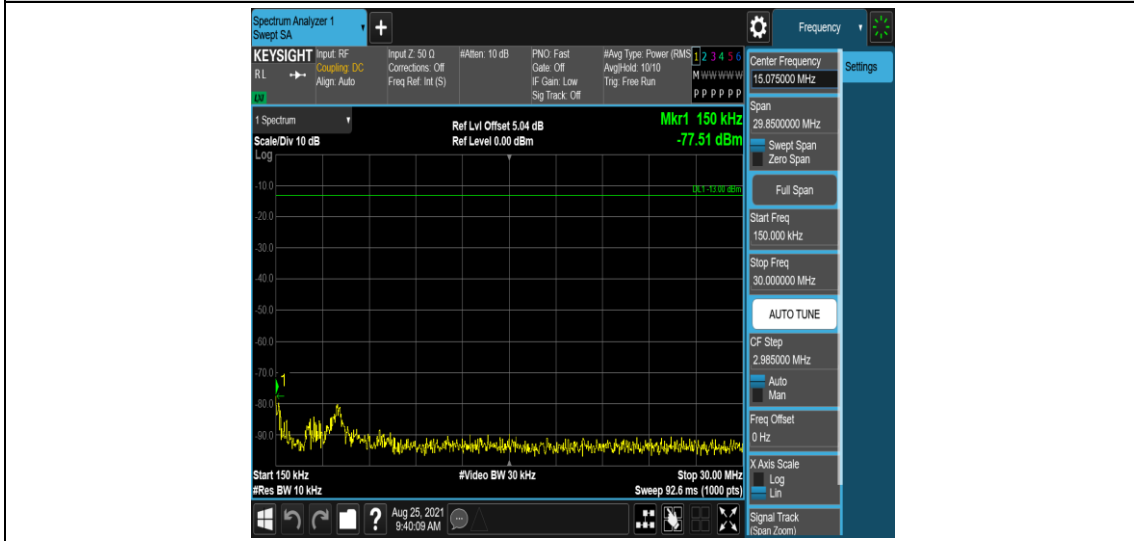 Spectrum Analyzer 1
Swept SA
+
Frequency
KEYSIGHT
RL
Input: RF
Coupling: DC
Align: Auto
Input Z: 50 Ω
Corrections: Off
Freq Ref: Int (S)
#Atten: 10 dB
PNO: Fast
Gate: Off
IF Gain: Low
Sig Track: Off
#Avg Type: Power (RMS
Avg|Hold: 10/10
Trig: Free Run
1 2 3 4 5 6
M W W W W W
P P P P P P
1 Spectrum
Scale/Div 10 dB
Log
Ref Lvl Offset 5.04 dB
Ref Level 0.00 dBm
Mkr1 150 kHz
-77.51 dBm
DL1 -13.00 dBm
-10.0
-20.0
-30.0
-40.0
-50.0
-60.0
-70.0
1
-80.0
-90.0
Start 150 kHz
#Res BW 10 kHz
#Video BW 30 kHz
Stop 30.00 MHz
Sweep 92.6 ms (1000 pts)
?
Aug 25, 2021
9:40:09 AM
Center Frequency
15.075000 MHz
Settings
Span
29.8500000 MHz
Swept Span
Zero Span
Full Span
Start Freq
150.000 kHz
Stop Freq
30.000000 MHz
AUTO TUNE
CF Step
2.985000 MHz
Auto
Man
Freq Offset
0 Hz
X Axis Scale
Log
Lin
Signal Track
(Span Zoom)